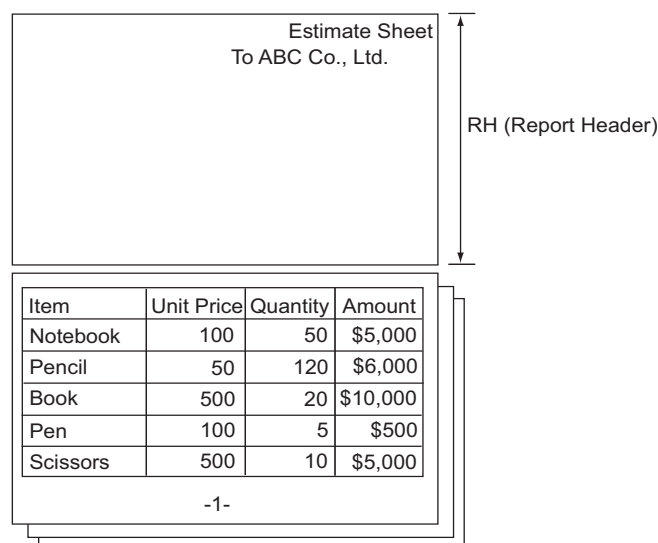 Estimate Sheet
To ABC Co., Ltd.
RH (Report Header)
Item Unit Price Quantity Amount
Notebook 100 50 $5,000
Pencil 50 120 $6,000
Book 500 20 $10,000
Pen 100 5 $500
Scissors 500 10 $5,000
-1-